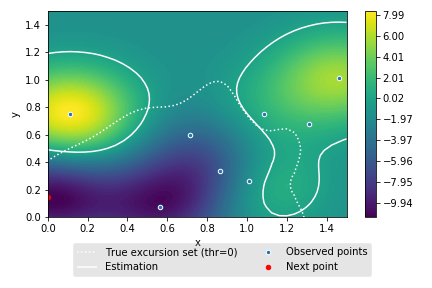 1.4
1.2
1.0
0.8
0.6
0.4
0.2
0.0
y
0.0 0.2 0.4 0.6 0.8 1.0 1.2 1.4
x
7.99
6.00
4.01
2.01
0.02
-1.97
-3.97
-5.96
-7.95
-9.94
True excursion set (thr=0)
Estimation
Observed points
Next point